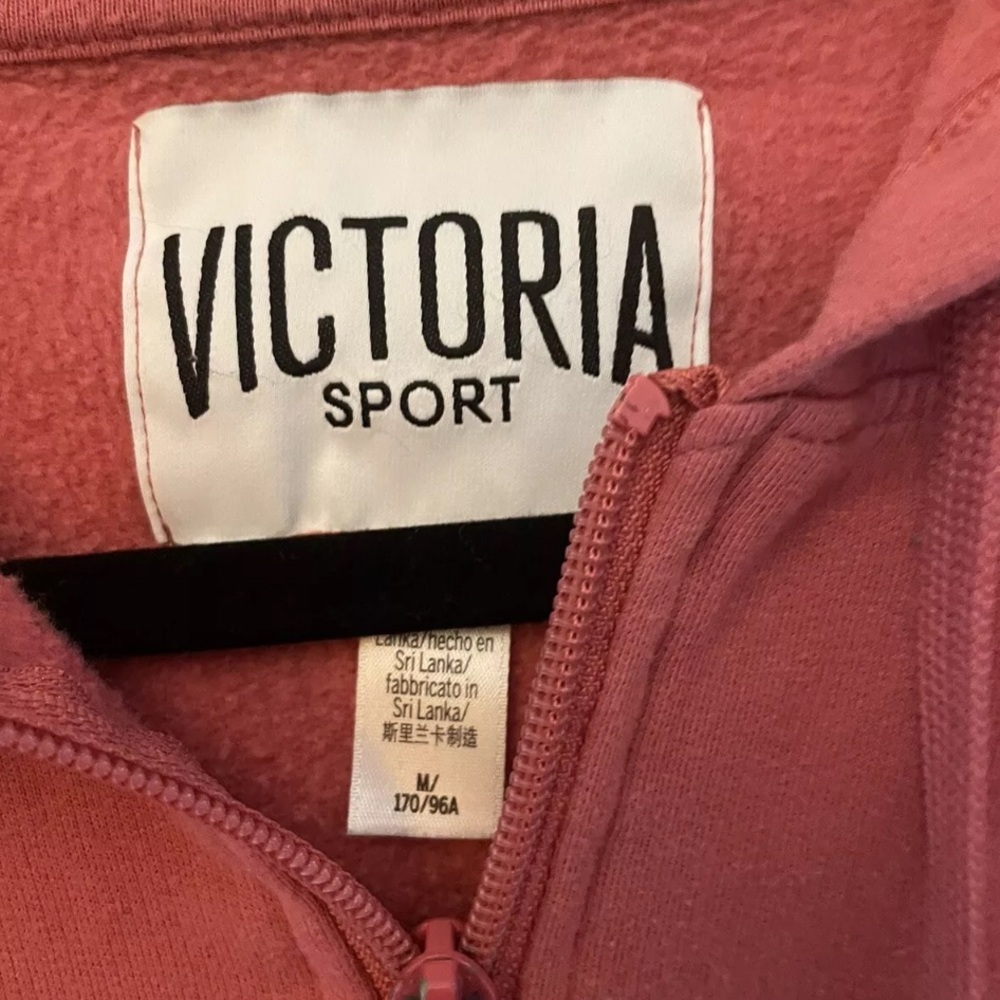 VICTORIA
SPORT
Lanka/hecho en
Sri Lanka/
fabbricato in
Sri Lanka/
斯里兰卡制造
M/
170/96A